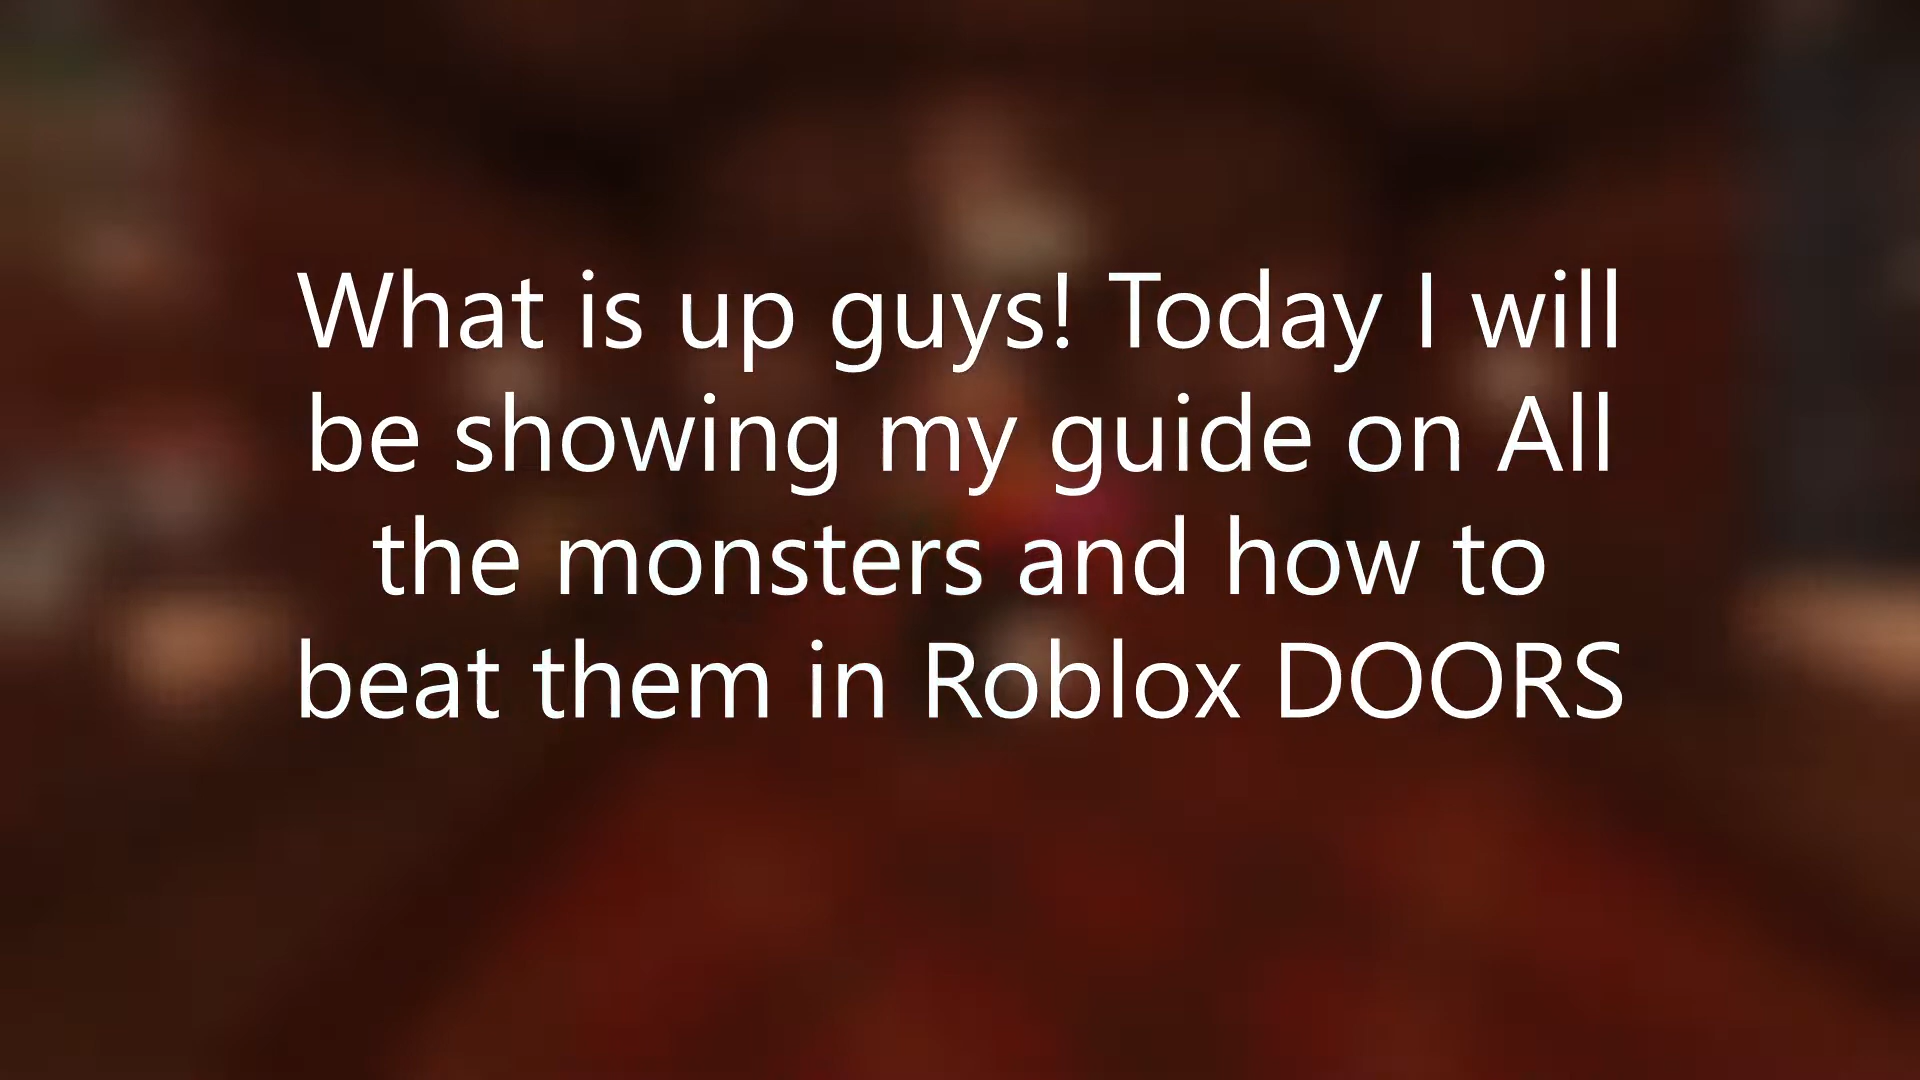 What is up guys! Today I will
be showing my guide on All
the monsters and how to
beat them in Roblox DOORS